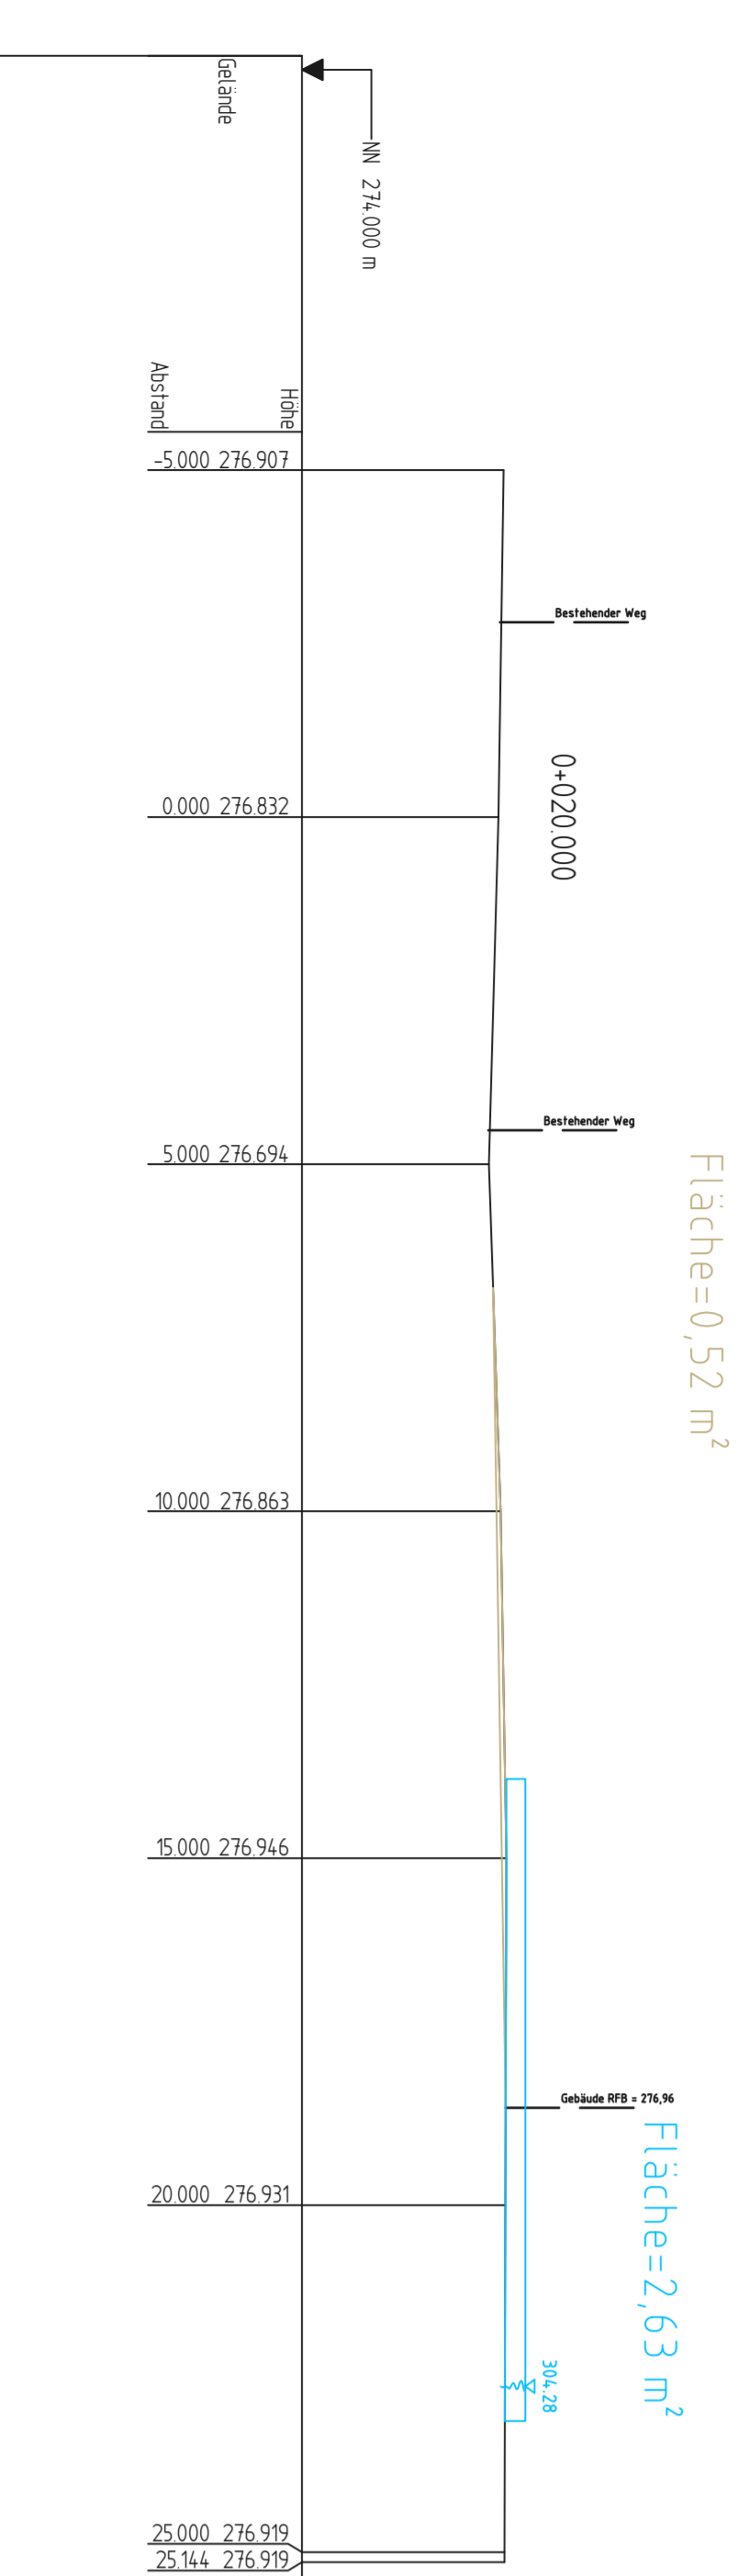 Gelände
NN 274.000 m
Abstand
Höhe
-5.000 276.907
Bestehender Weg
0+020.000
0.000 276.832
Bestehender Weg
5.000 276.694
Fläche=0,52 m²
10.000 276.863
15.000 276.946
Gebäude RFB = 276,96
Fläche=2,63 m²
20.000 276.931
304.28
25.000 276.919
25.144 276.919